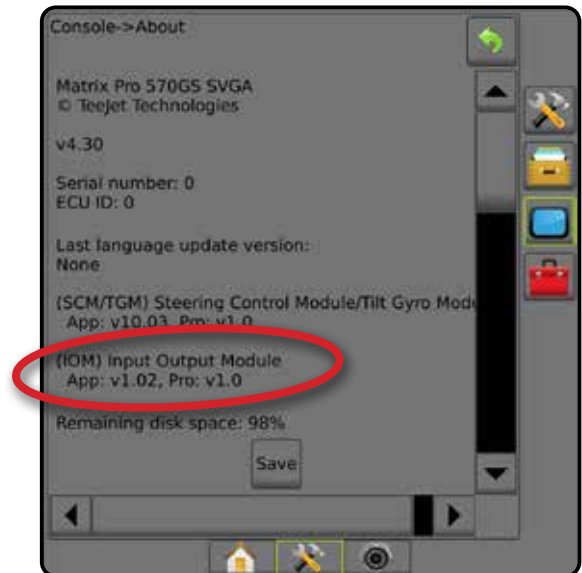 Console->About
Matrix Pro 570GS SVGA
© TeeJet Technologies
v4.30
Serial number: 0
ECU ID: 0
Last language update version:
None
(SCM/TGM) Steering Control Module/Tilt Gyro Modu
App: v10.03, Pro: v1.0
(IOM) Input Output Module
App: v1.02, Pro: v1.0
Remaining disk space: 98%
Save